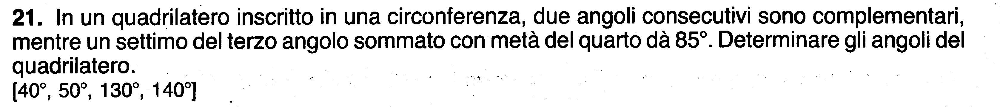 21. In un quadrilatero inscritto in una circonferenza, due angoli consecutivi sono complementari,
mentre un settimo del terzo angolo sommato con metà del quarto dà 85°. Determinare gli angoli del
quadrilatero.
[40°, 50°, 130°, 140°]